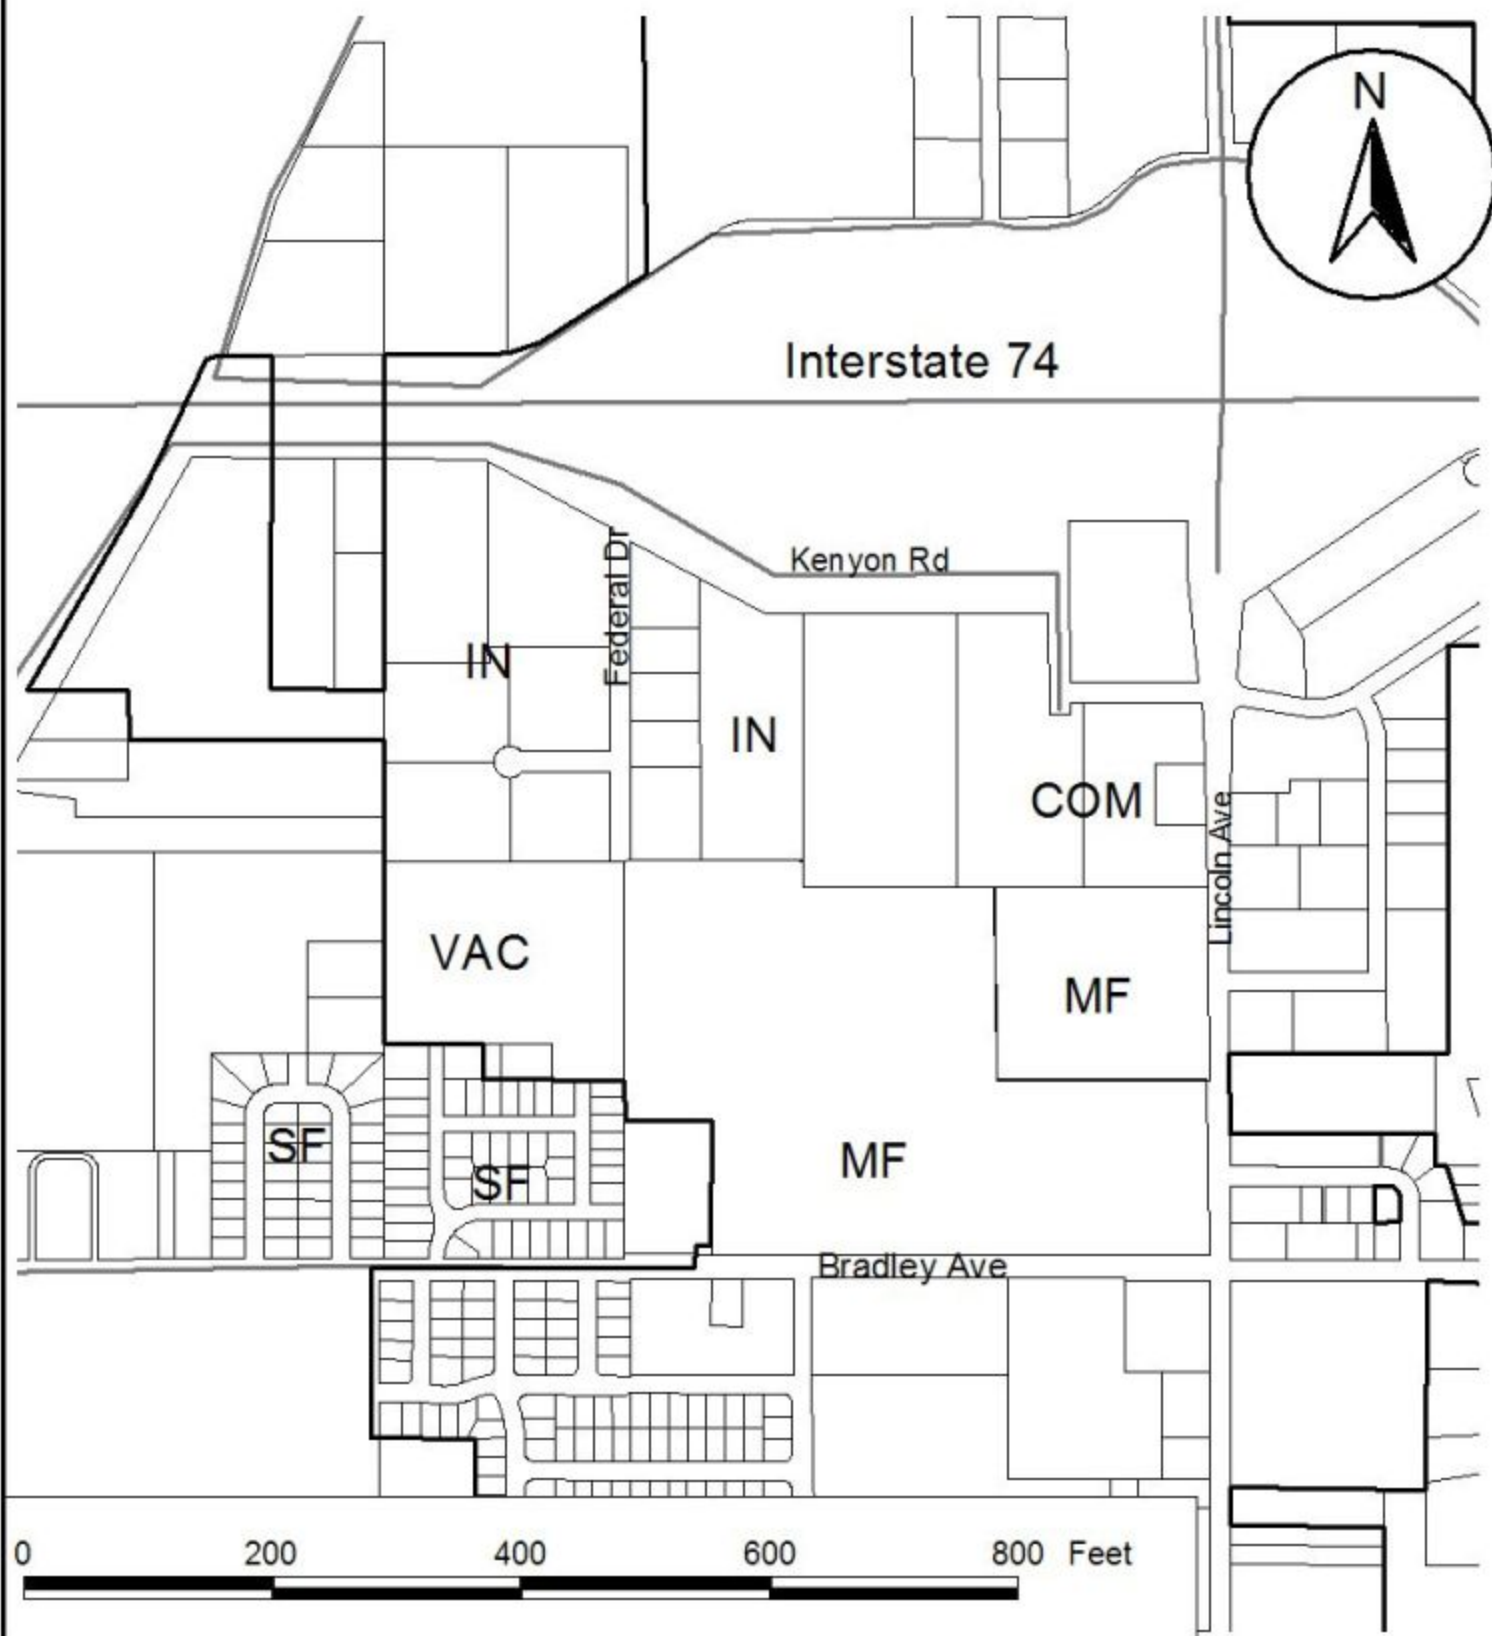 N
Interstate 74
Kenyon Rd
Federal Dr
IN
IN
COM
Lincoln Ave
VAC
MF
SF
SF
MF
Bradley Ave
0 200 400 600 800 Feet